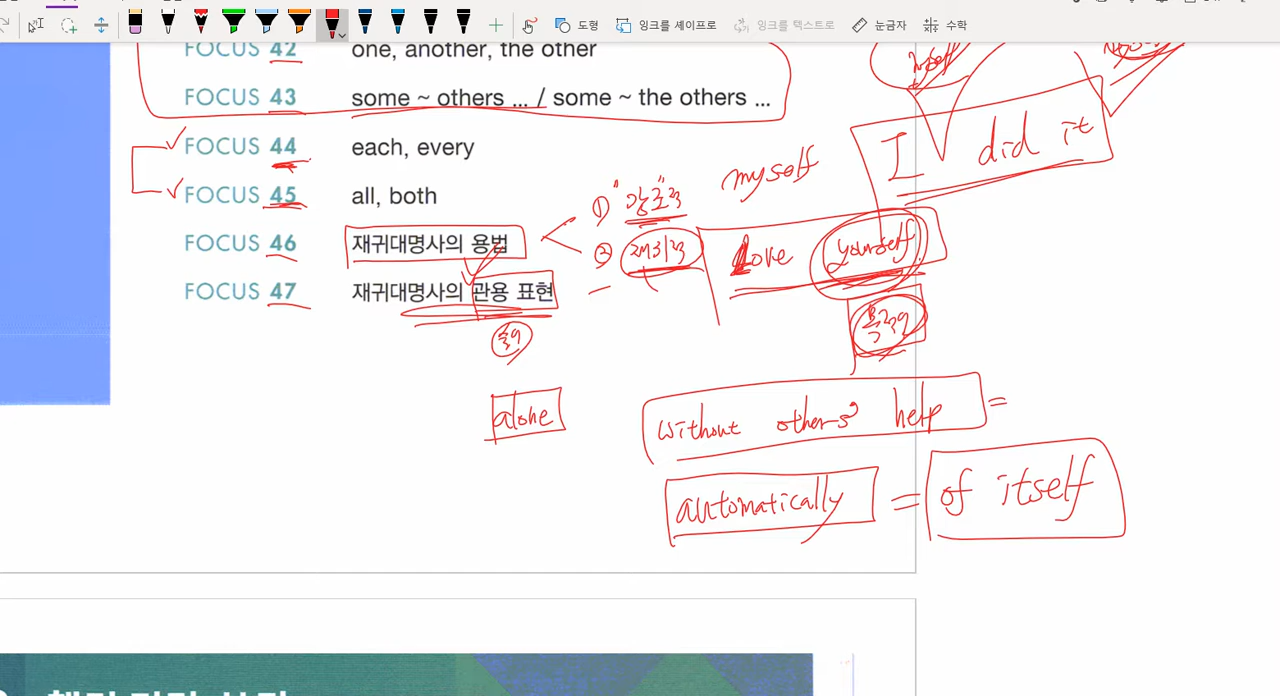 도형 잉크를 셰이프로 잉크를 텍스트로 눈금자 수학
FOCUS 42 one, another, the other
FOCUS 43 some ~ others ... / some ~ the others ...
FOCUS 44 each, every
FOCUS 45 all, both
FOCUS 46 재귀대명사의 용법
FOCUS 47 재귀대명사의 관용 표현
I did it
myself
① "강조적"
② 재귀적
Love yourself
목적어
alone
without others' help =
automatically = of itself